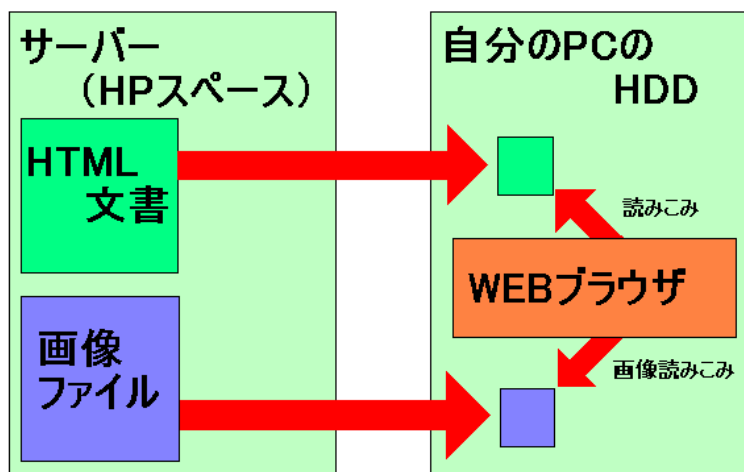 サーバー
（HPスペース）
HTML
文書
画像
ファイル
自分のPCの
HDD
読みこみ
WEBブラウザ
画像読みこみ